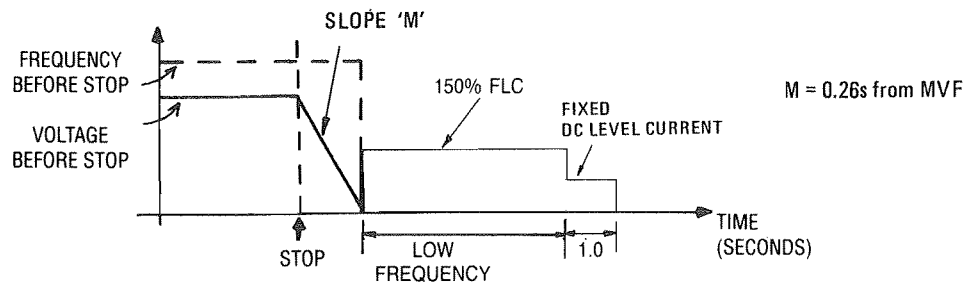 SLOPE 'M'
FREQUENCY
BEFORE STOP
150% FLC
M = 0.26s from MVF
FIXED
DC LEVEL CURRENT
VOLTAGE
BEFORE STOP
TIME
(SECONDS)
STOP
LOW
FREQUENCY
1.0